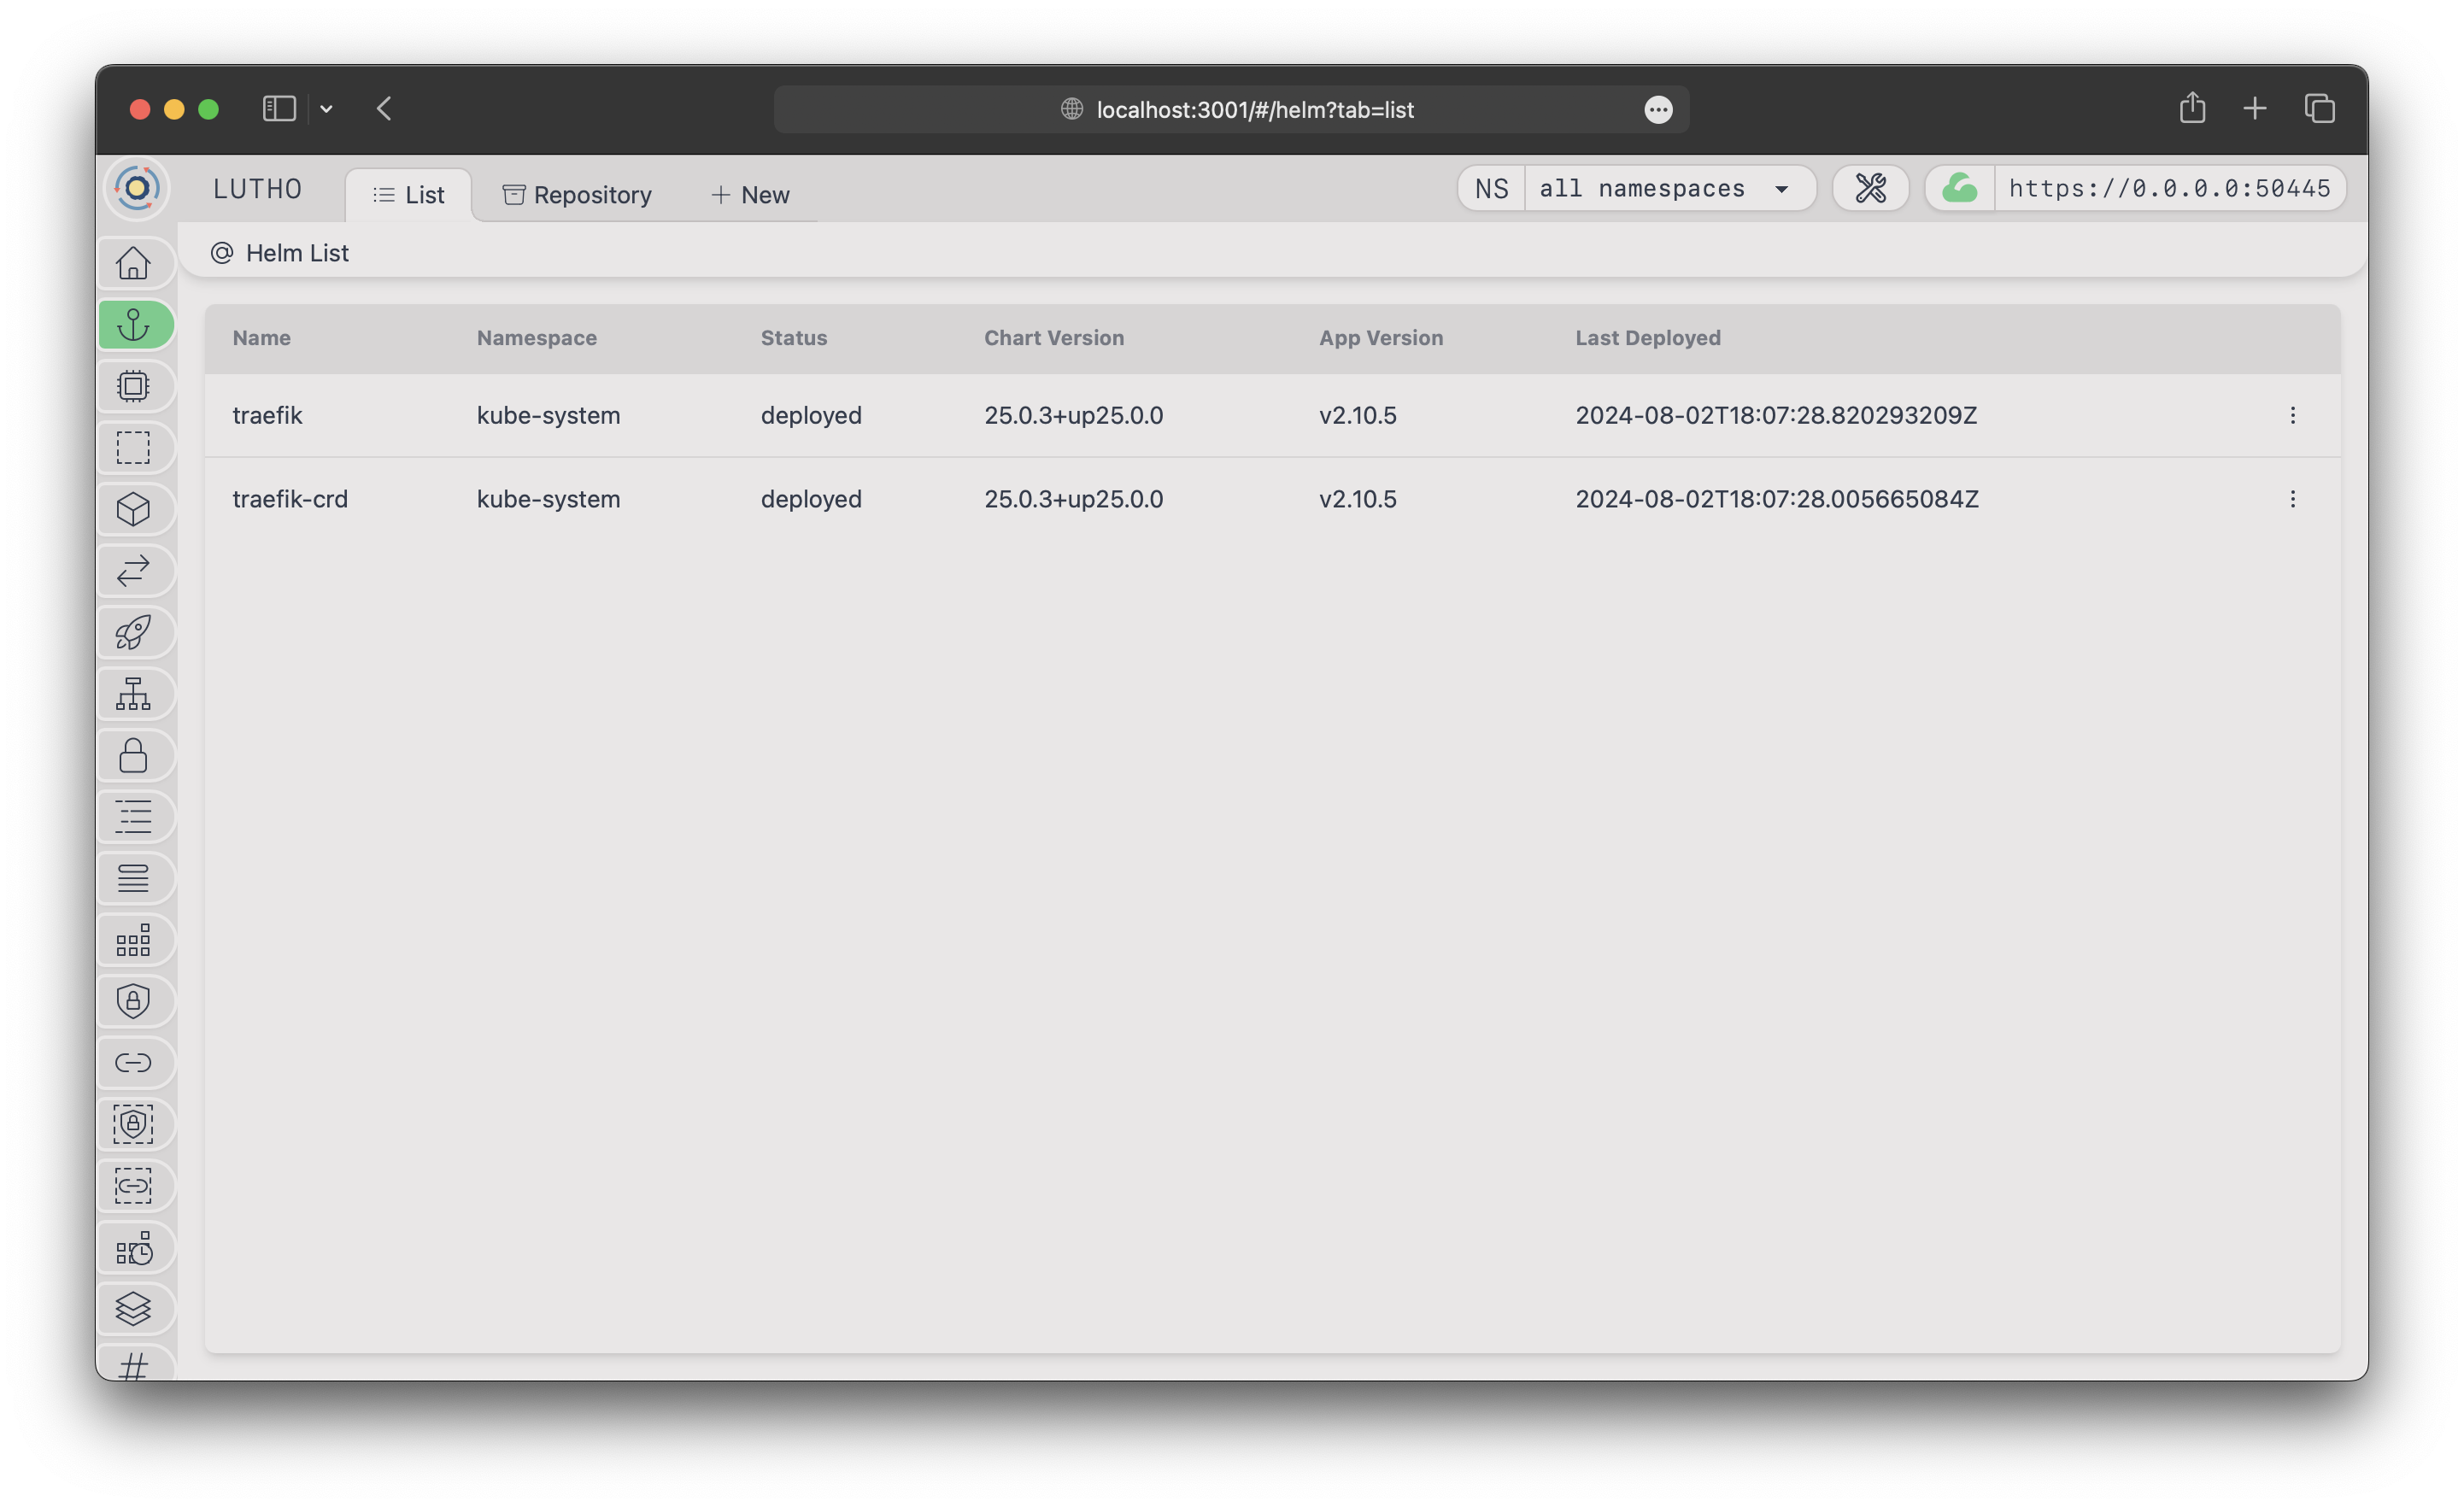 localhost:3001/#/helm?tab=list
LUTHO
List
Repository
New
NS
all namespaces
https://0.0.0.0:50445
Helm List
Name Namespace Status Chart Version App Version Last Deployed
traefik kube-system deployed 25.0.3+up25.0.0 v2.10.5 2024-08-02T18:07:28.820293209Z
traefik-crd kube-system deployed 25.0.3+up25.0.0 v2.10.5 2024-08-02T18:07:28.005665084Z